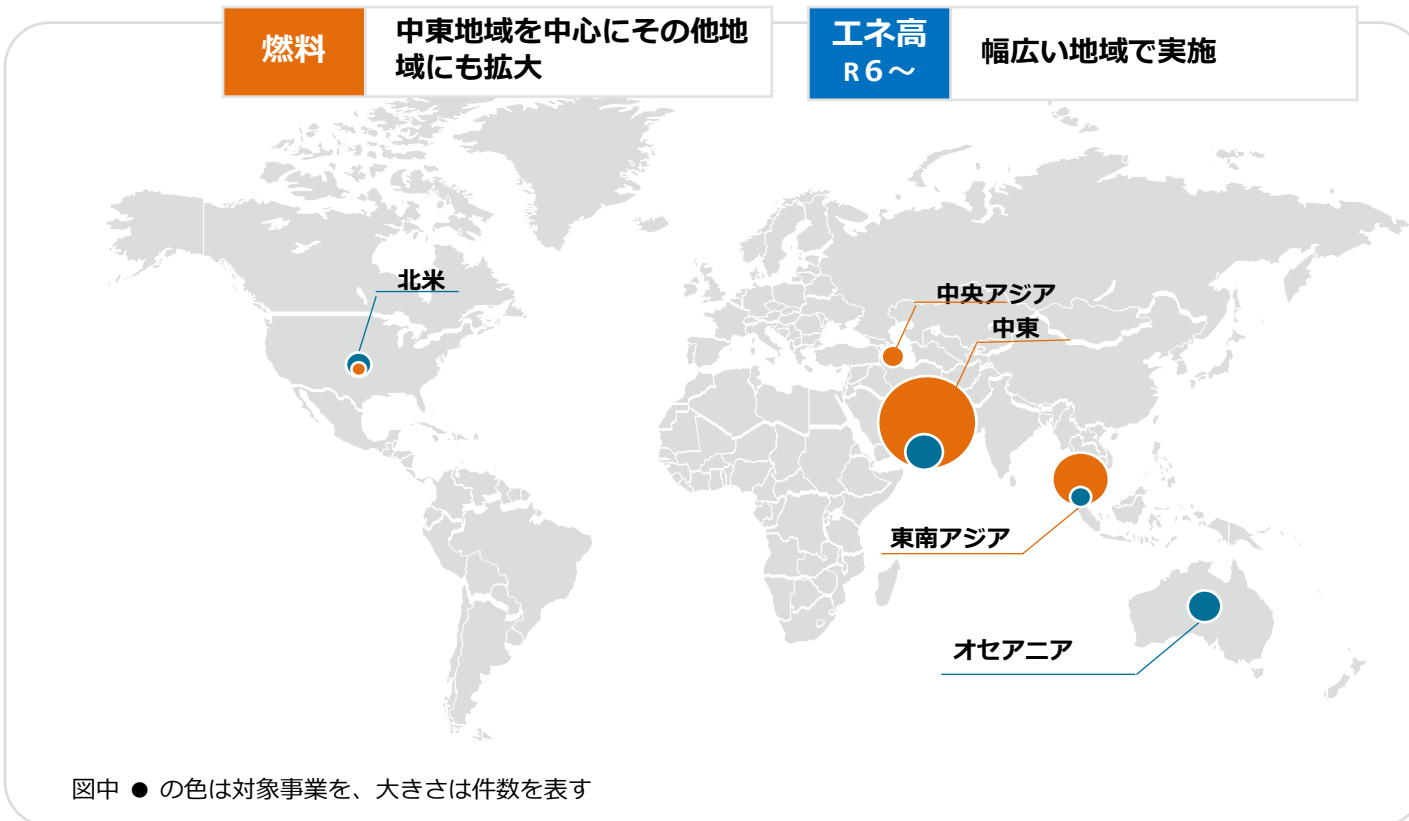 燃料
中東地域を中心にその他地
域にも拡大
エネ高
R6～
幅広い地域で実施
北米
中央アジア
中東
東南アジア
オセアニア
図中 ● の色は対象事業を、大きさは件数を表す